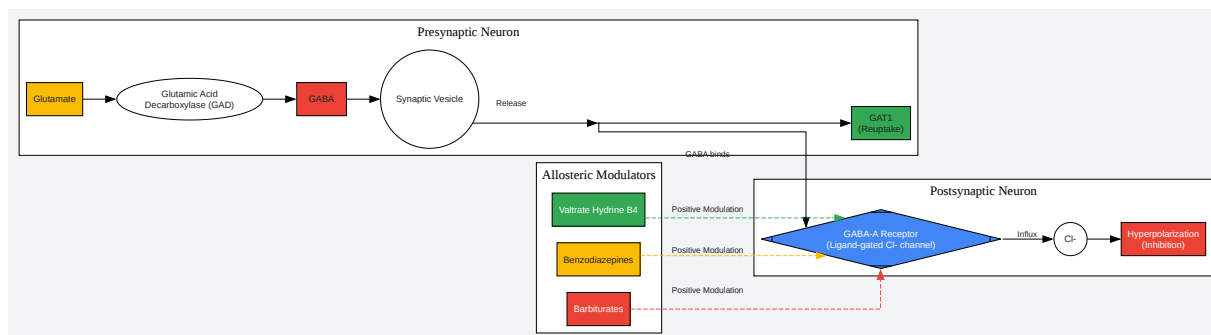 Presynaptic Neuron
Glutamate
Glutamic Acid
Decarboxylase (GAD)
GABA
Synaptic Vesicle
Release
GAT1
(Reuptake)
GABA binds
Allosteric Modulators
Valtrate Hydrine B4
Benzodiazepines
Barbiturates
Positive Modulation
Positive Modulation
Positive Modulation
Postsynaptic Neuron
GABA-A Receptor
(Ligand-gated Cl- channel)
Influx
Cl-
Hyperpolarization
(Inhibition)